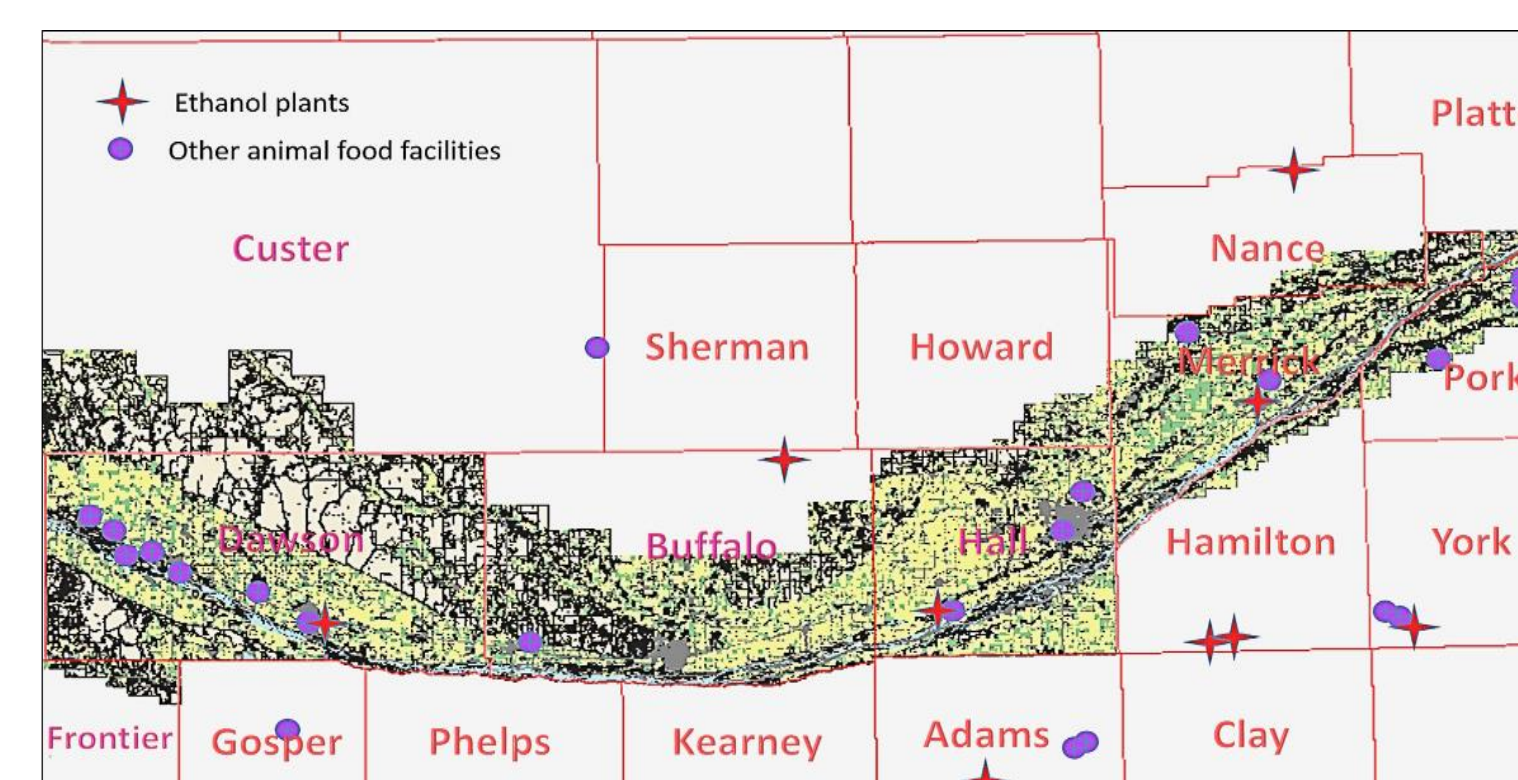 Ethanol plants
Other animal food facilities
Platt
Custer
Nance
Sherman
Howard
Merrick
Pork
Dawson
Buffalo
Hall
Hamilton
York
Frontier
Gosper
Phelps
Kearney
Adams
Clay